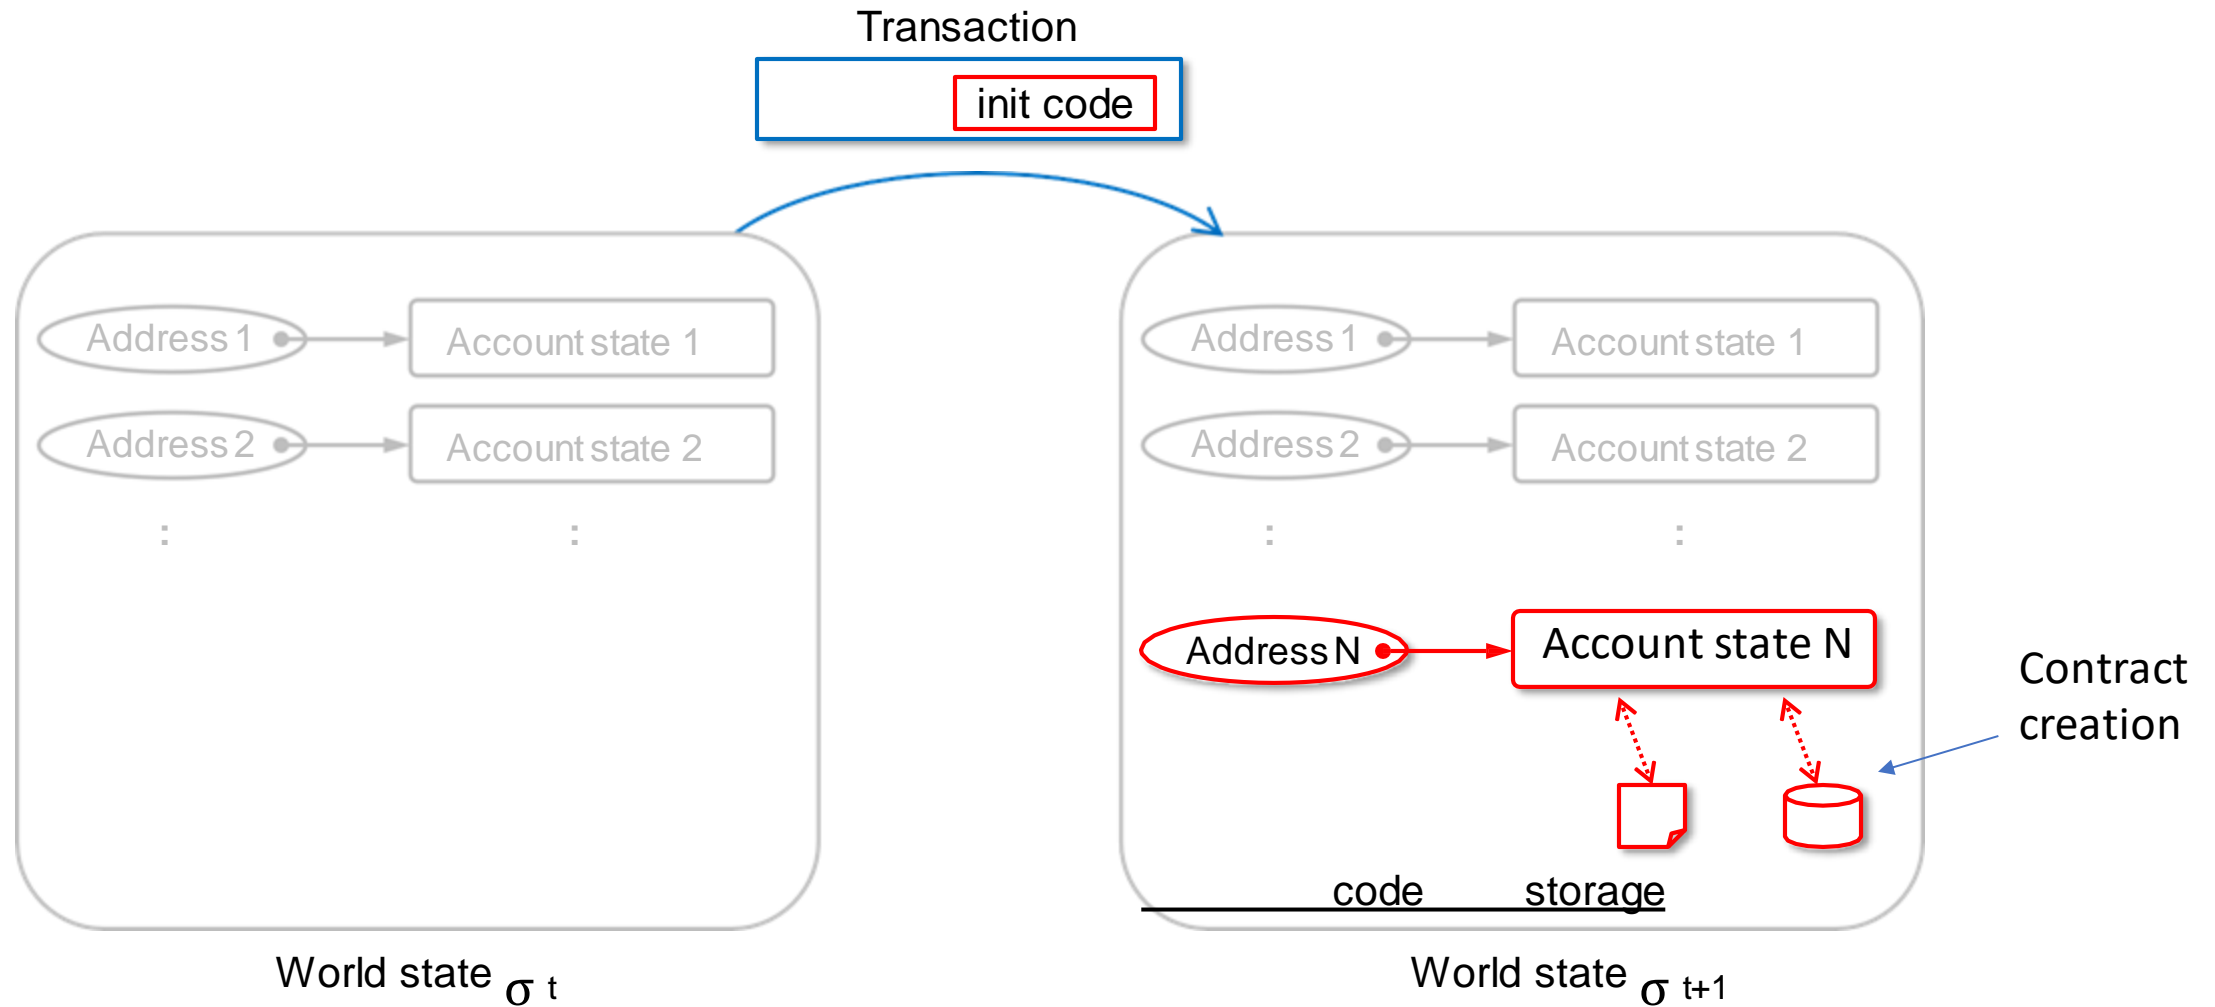 Transaction
init code
Address 1
Account state 1
Address 2
Account state 2
:
:
World state σ t
Address 1
Account state 1
Address 2
Account state 2
:
:
Address N
Account state N
code storage
World state σ t+1
Contract
creation